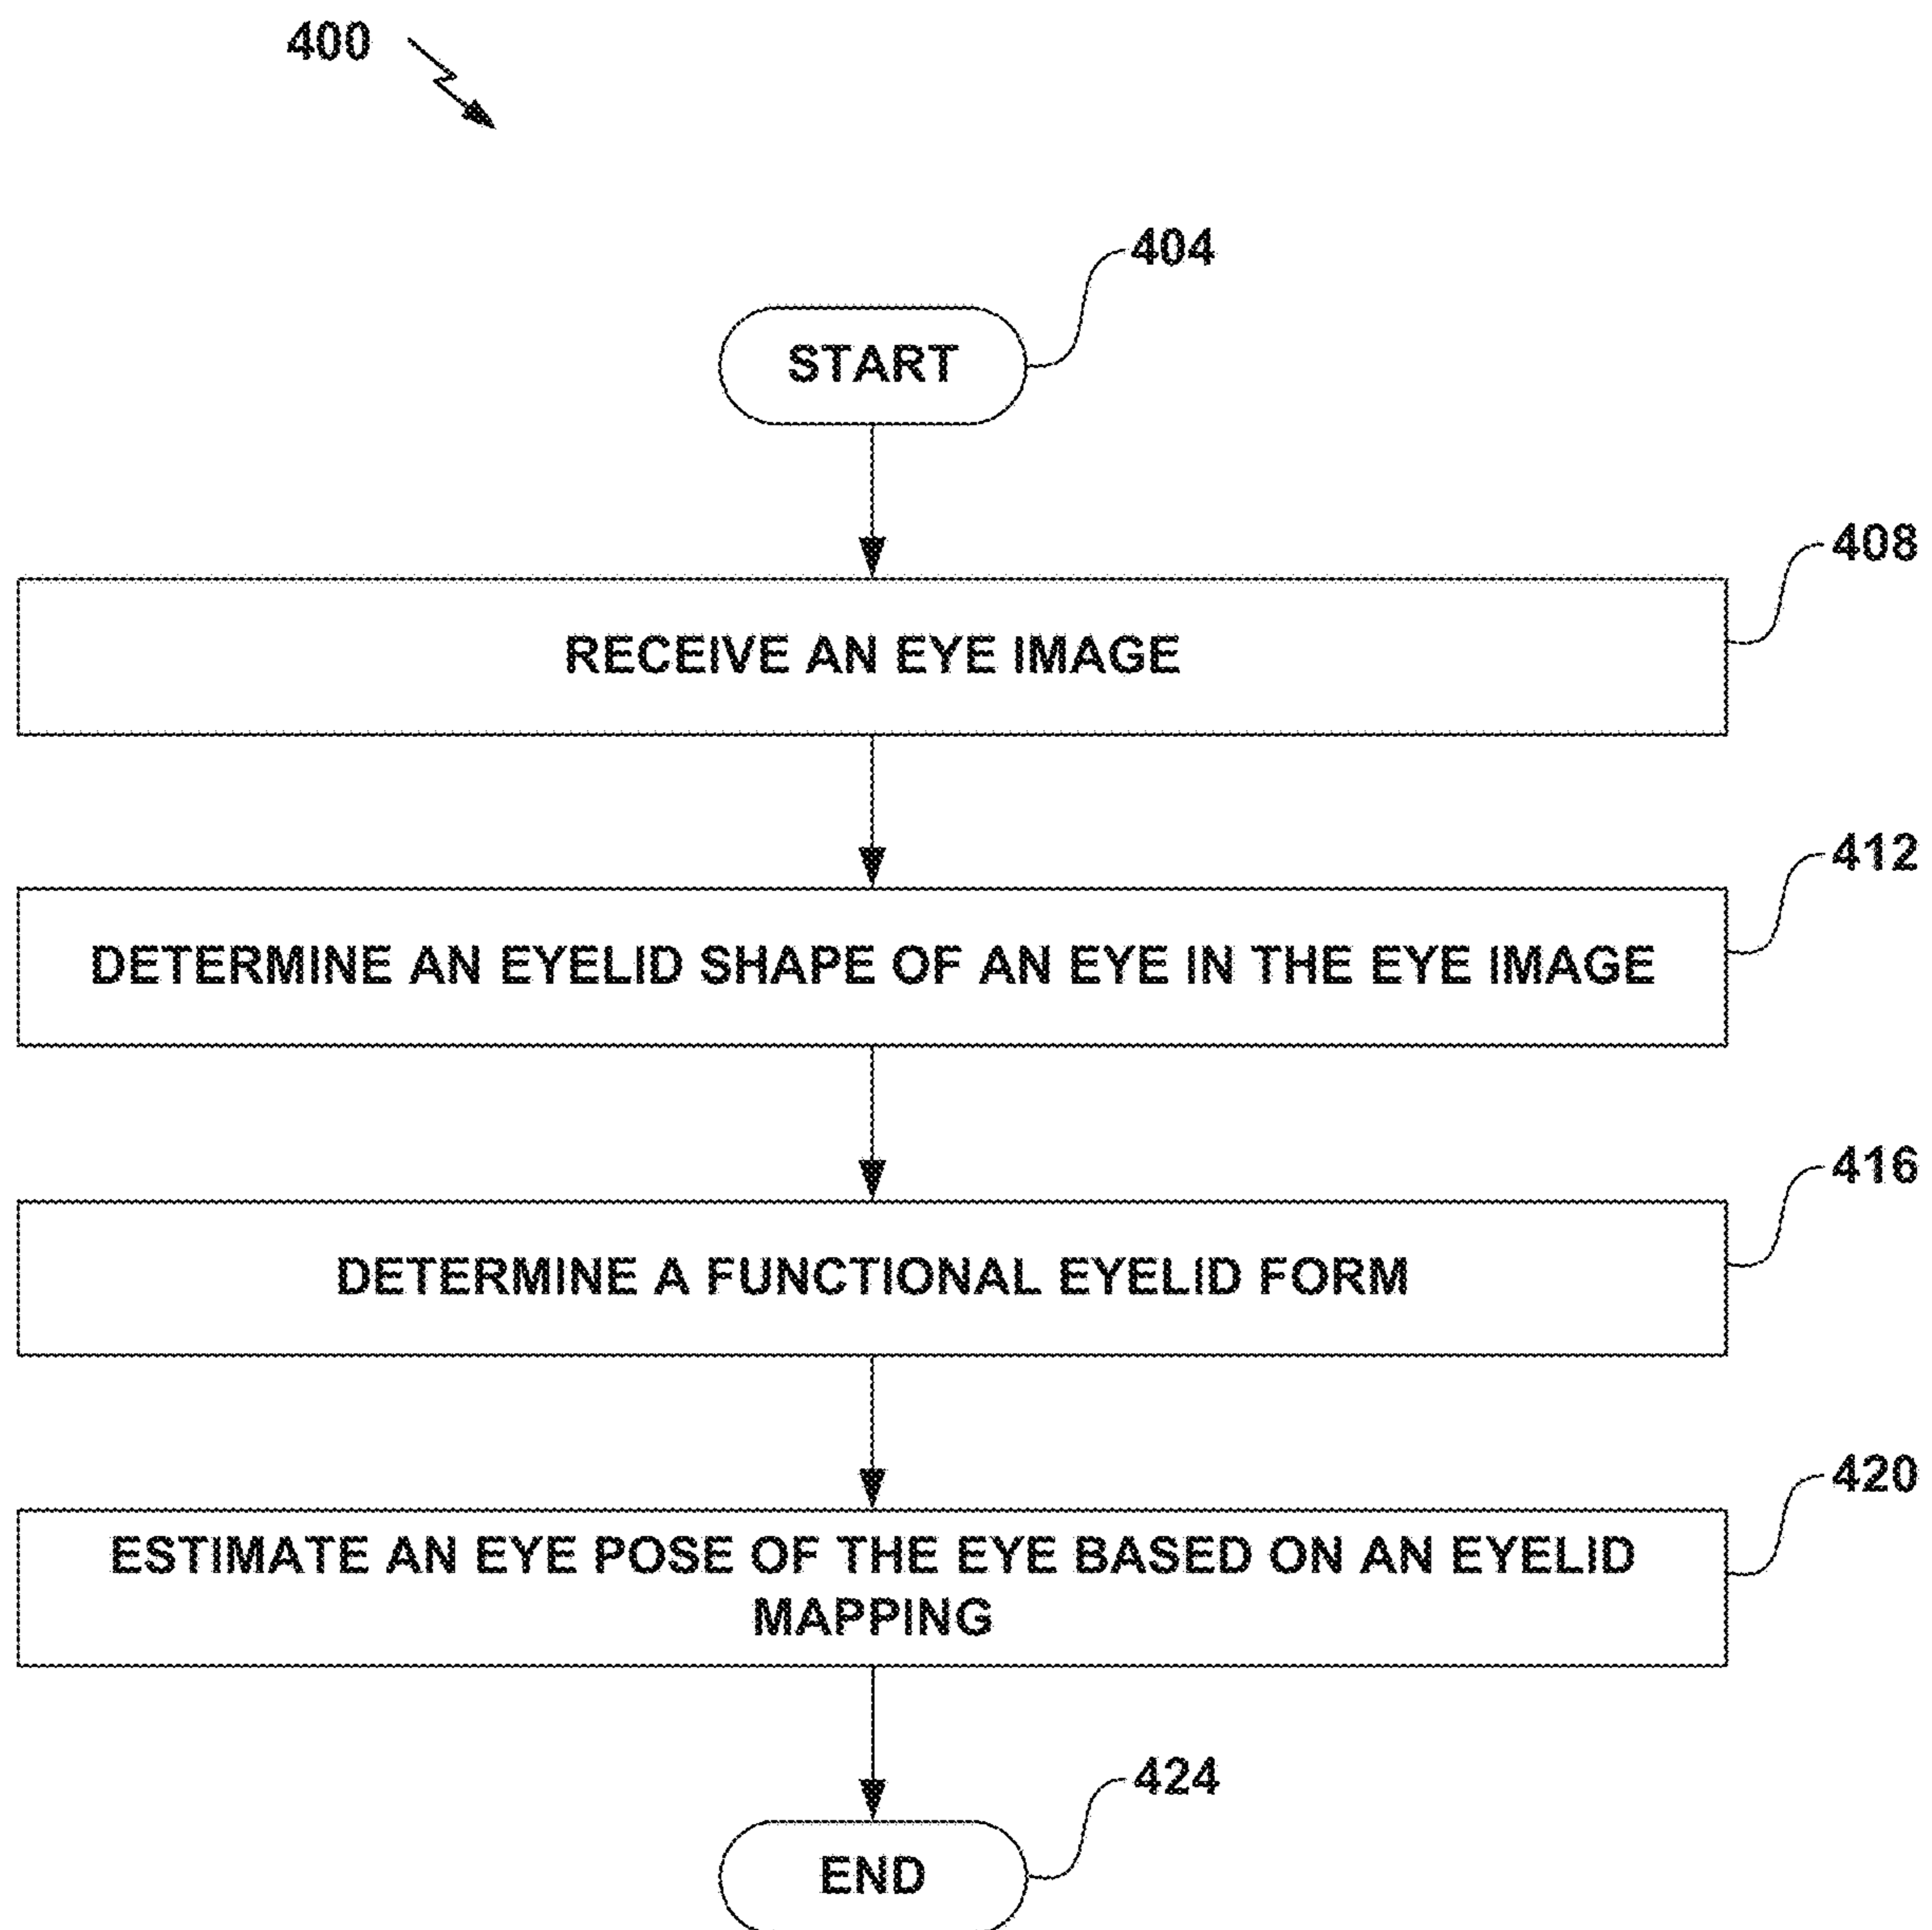 400
404
START
408
RECEIVE AN EYE IMAGE
412
DETERMINE AN EYELID SHAPE OF AN EYE IN THE EYE IMAGE
416
DETERMINE A FUNCTIONAL EYELID FORM
420
ESTIMATE AN EYE POSE OF THE EYE BASED ON AN EYELID
MAPPING
424
END